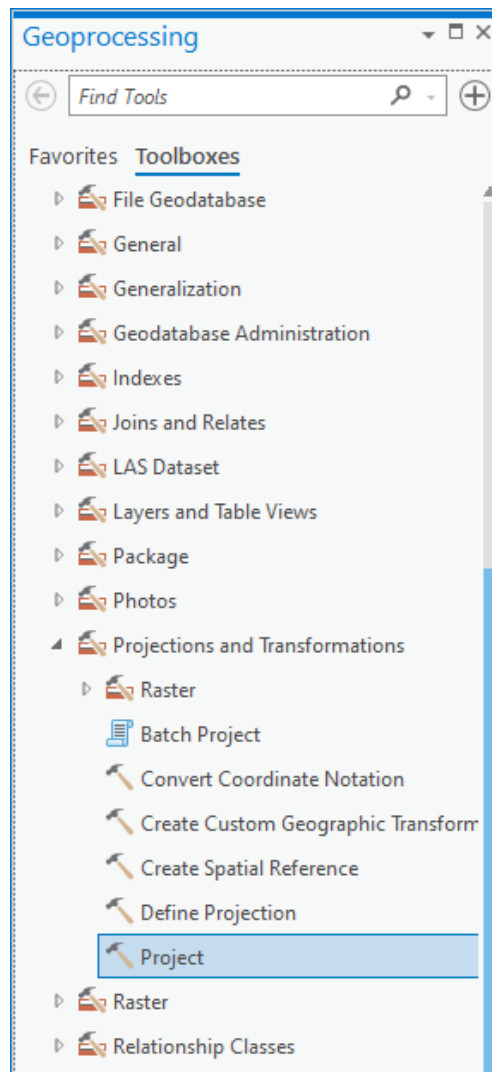 Geoprocessing
Find Tools
Favorites Toolboxes
File Geodatabase
General
Generalization
Geodatabase Administration
Indexes
Joins and Relates
LAS Dataset
Layers and Table Views
Package
Photos
Projections and Transformations
Raster
Batch Project
Convert Coordinate Notation
Create Custom Geographic Transform
Create Spatial Reference
Define Projection
Project
Raster
Relationship Classes